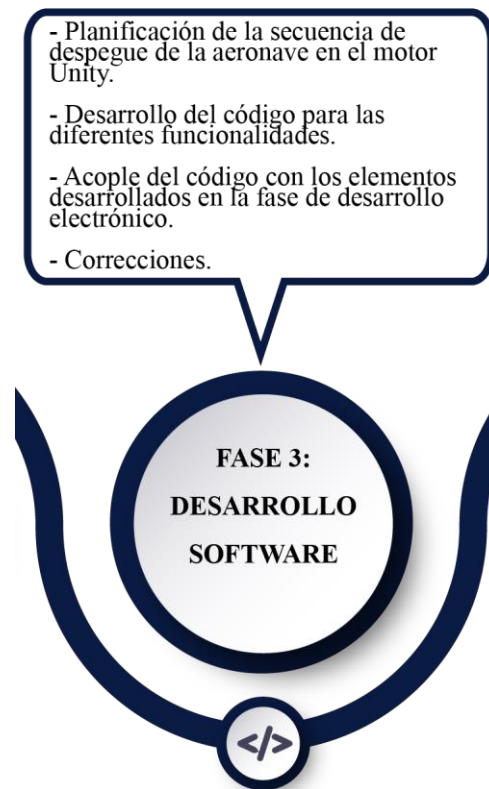 - Planificación de la secuencia de
despegue de la aeronave en el motor
Unity.
- Desarrollo del código para las
diferentes funcionalidades.
- Acople del código con los elementos
desarrollados en la fase de desarrollo
electrónico.
- Correcciones.
FASE 3:
DESARROLLO
SOFTWARE
</>